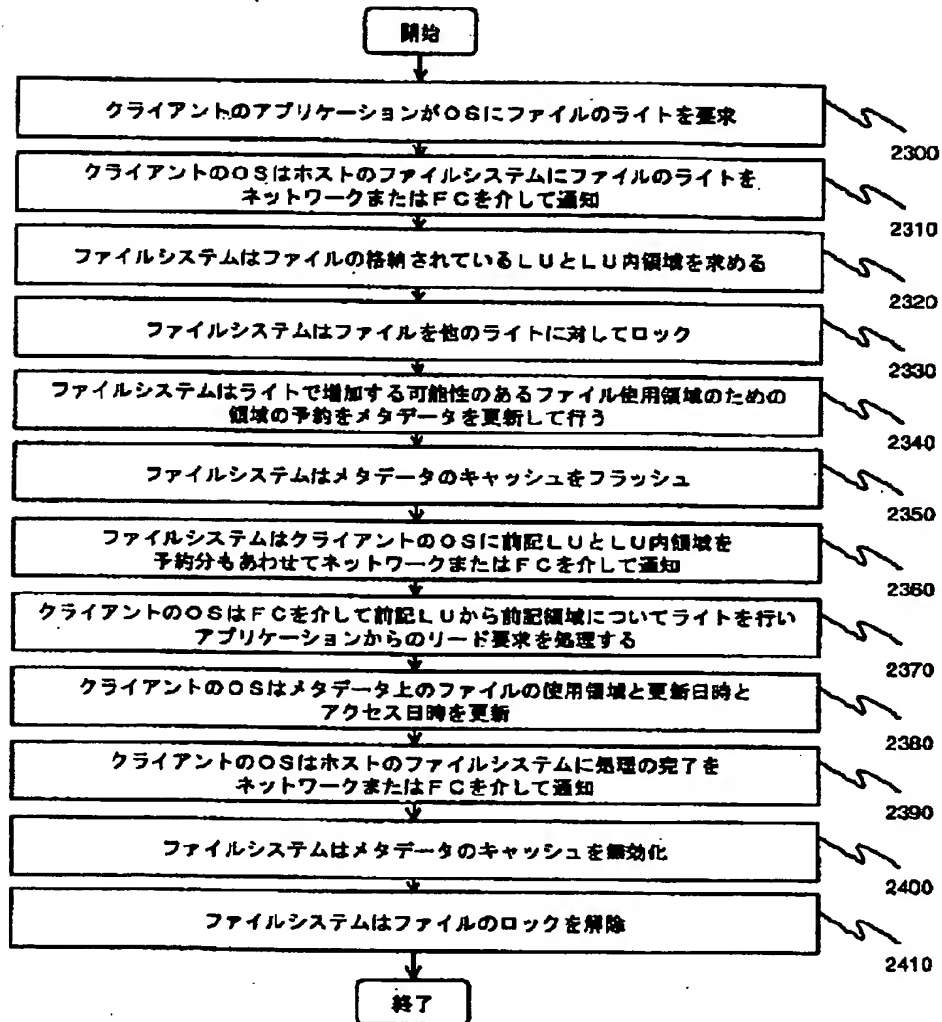 開始
クライアントのアプリケーションがOSにファイルのライトを要求
2300
クライアントのOSはホストのファイルシステムにファイルのライトを
ネットワークまたはFCを介して通知
2310
ファイルシステムはファイルの格納されているLUとLU内領域を求める
2320
ファイルシステムはファイルを他のライトに対してロック
2330
ファイルシステムはライトで増加する可能性のあるファイル使用領域のための
領域の予約をメタデータを更新して行う
2340
ファイルシステムはメタデータのキャッシュをフラッシュ
2350
ファイルシステムはクライアントのOSに前記LUとLU内領域を
予約分もあわせてネットワークまたはFCを介して通知
2360
クライアントのOSはFCを介して前記LUから前記領域についてライトを行い
アプリケーションからのリード要求を処理する
2370
クライアントのOSはメタデータ上のファイルの使用領域と更新日時と
アクセス日時を更新
2380
クライアントのOSはホストのファイルシステムに処理の完了を
ネットワークまたはFCを介して通知
2390
ファイルシステムはメタデータのキャッシュを無効化
2400
ファイルシステムはファイルのロックを解除
2410
終了